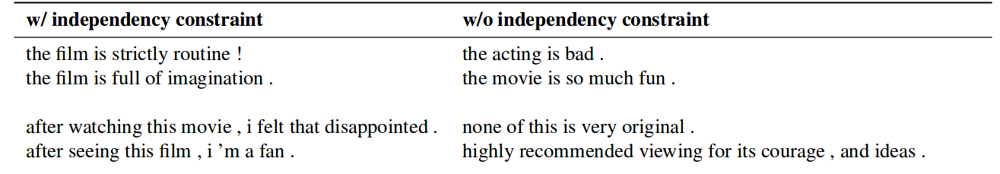 w/ independency constraint w/o independency constraint
the film is strictly routine ! the acting is bad .
the film is full of imagination . the movie is so much fun .
after watching this movie , i felt that disappointed . none of this is very original .
after seeing this film , i ’m a fan . highly recommended viewing for its courage , and ideas .